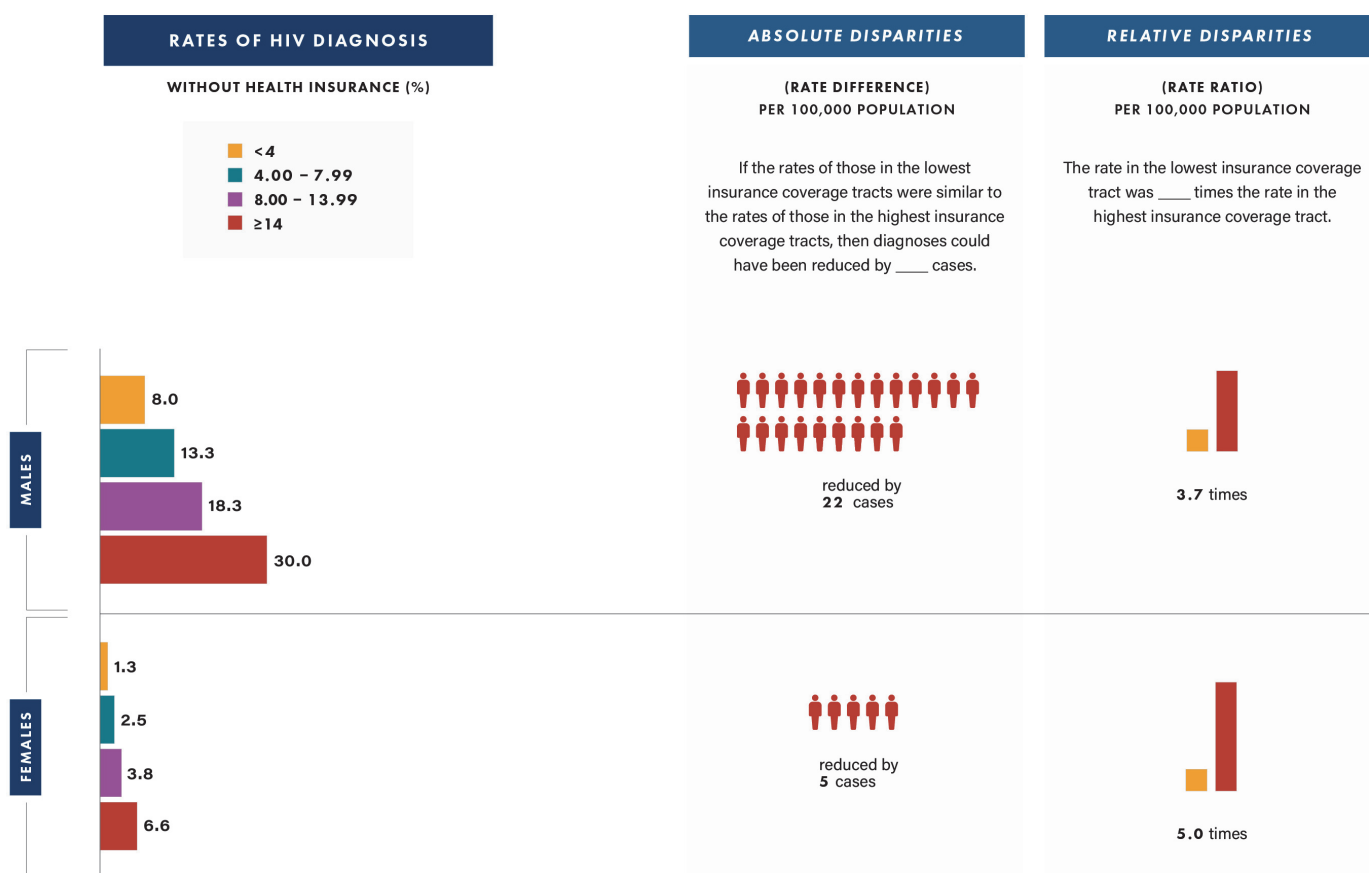 RATES OF HIV DIAGNOSIS
WITHOUT HEALTH INSURANCE (%)
<4
4.00 – 7.99
8.00 – 13.99
≥14
ABSOLUTE DISPARITIES
(RATE DIFFERENCE)
PER 100,000 POPULATION
If the rates of those in the lowest
insurance coverage tracts were similar to
the rates of those in the highest insurance
coverage tracts, then diagnoses could
have been reduced by ____ cases.
RELATIVE DISPARITIES
(RATE RATIO)
PER 100,000 POPULATION
The rate in the lowest insurance coverage
tract was ____ times the rate in the
highest insurance coverage tract.
MALES
8.0
13.3
18.3
30.0
reduced by
22 cases
3.7 times
FEMALES
1.3
2.5
3.8
6.6
reduced by
5 cases
5.0 times